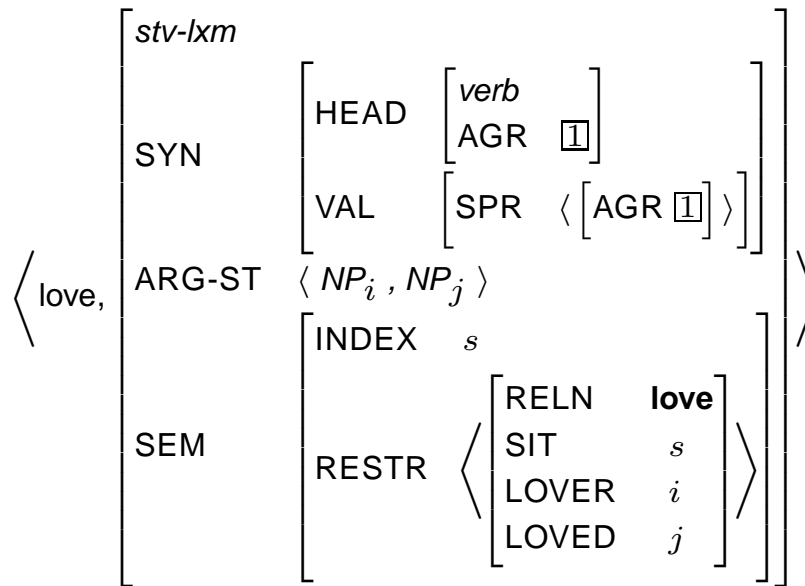 stv-lxm
SYN HEAD verb
AGR 1
VAL SPR ⟨ [AGR 1] ⟩
⟨ love, ARG-ST ⟨ NP_i , NP_j ⟩ ⟩
SEM INDEX s
RESTR ⟨ RELN love
SIT s
LOVER i
LOVED j ⟩